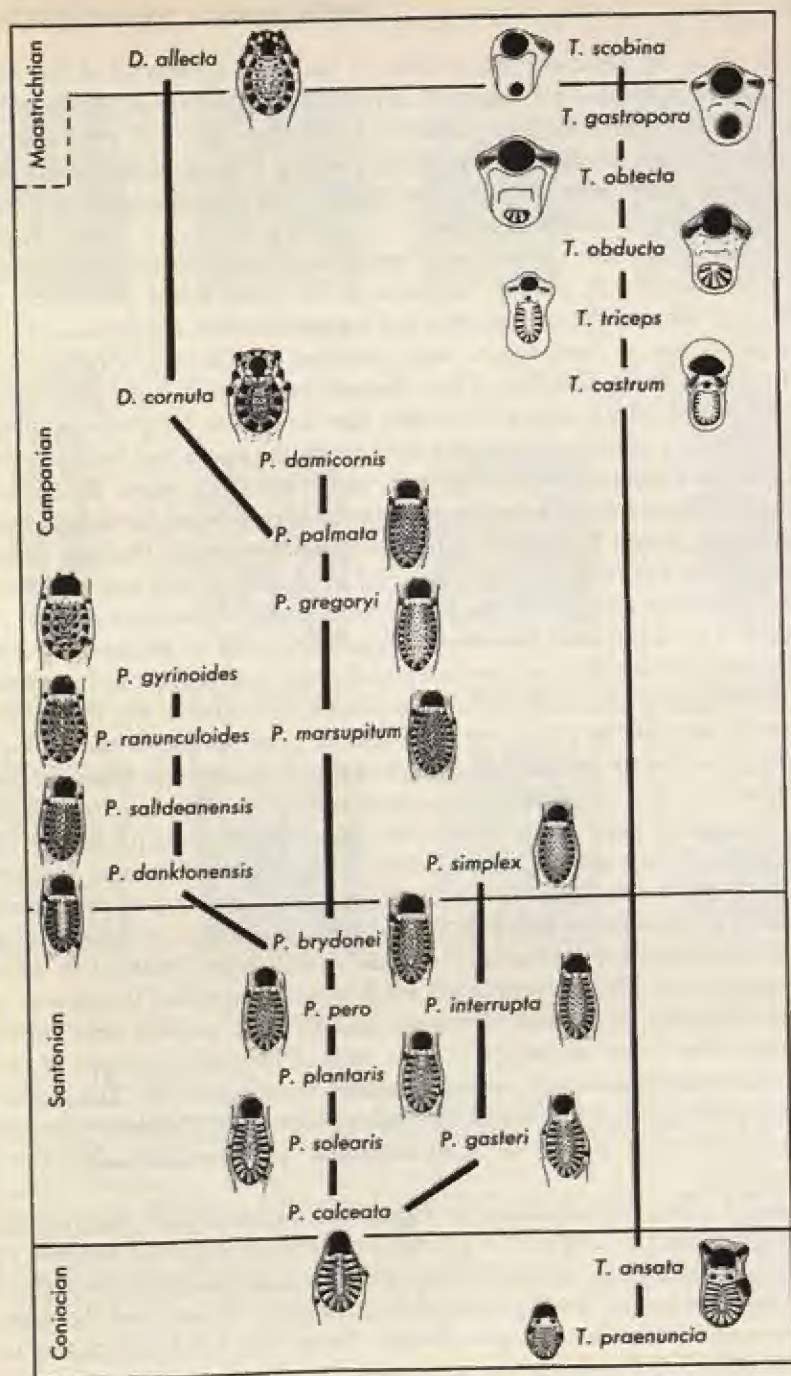 Maastrichtian
D. allecta
T. scobina
T. gastropora
T. obtecta
T. obducta
T. triceps
T. castrum
Campanian
D. cornuta
P. damicornis
P. palmata
P. gregoryi
P. gyrinoides
P. ranunculoides
P. marsupitum
P. saltdeanensis
P. danktonensis
P. simplex
Santonian
P. brydonei
P. pero
P. interrupta
P. plantaris
P. solearis
P. gasteri
P. calceata
Coniacian
T. ansata
T. praenuncia